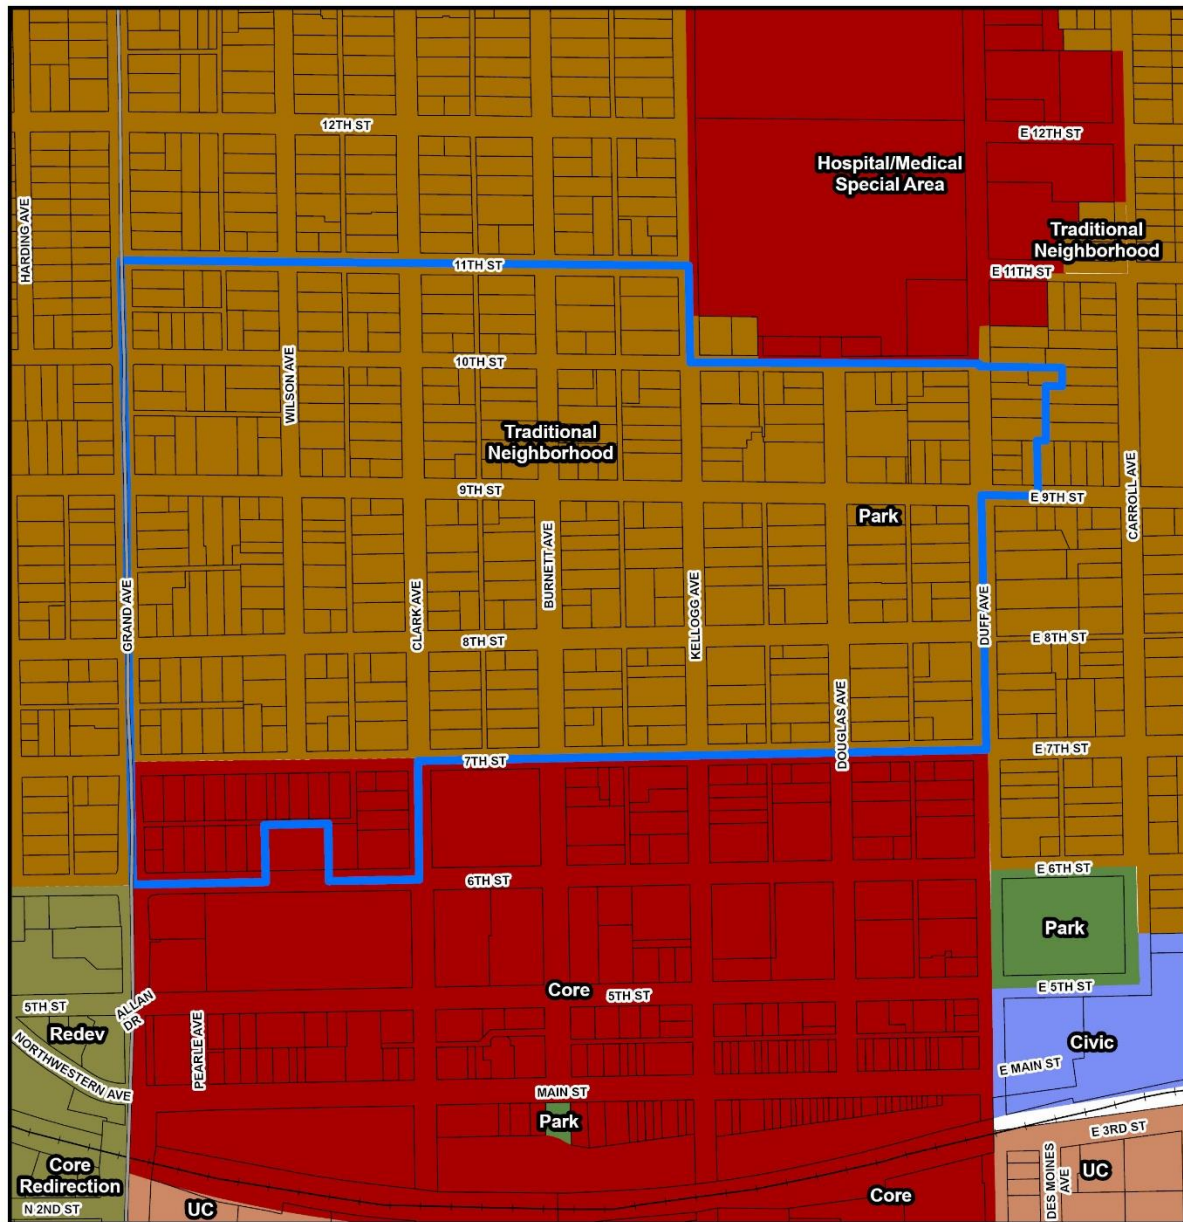 12TH ST
HARDING AVE
Hospital/Medical
Special Area
E 12TH ST
Traditional
Neighborhood
11TH ST
E 11TH ST
WILSON AVE
10TH ST
Traditional
Neighborhood
9TH ST
Park
E 9TH ST
CARROLL AVE
BURNETT AVE
GRAND AVE
CLARK AVE
KELLOGG AVE
DUFF AVE
8TH ST
E 8TH ST
DOUGLAS AVE
7TH ST
E 7TH ST
6TH ST
E 6TH ST
Park
Core
5TH ST
E 5TH ST
5TH ST
ALLAN
DR
Redev
NORTHWESTERN AVE
PEARLE AVE
Civic
E MAIN ST
MAIN ST
Park
E 3RD ST
Core
Redirection
N 2ND ST
UC
Core
DES MOINES
AVE
UC